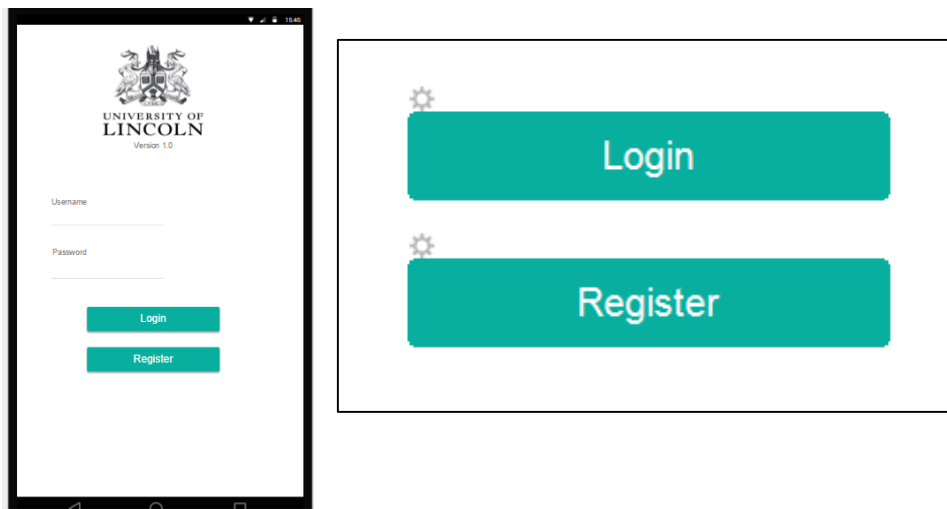 15:46
UNIVERSITY OF
LINCOLN
Version 1.0
Username
Password
Login
Register
Login
Register